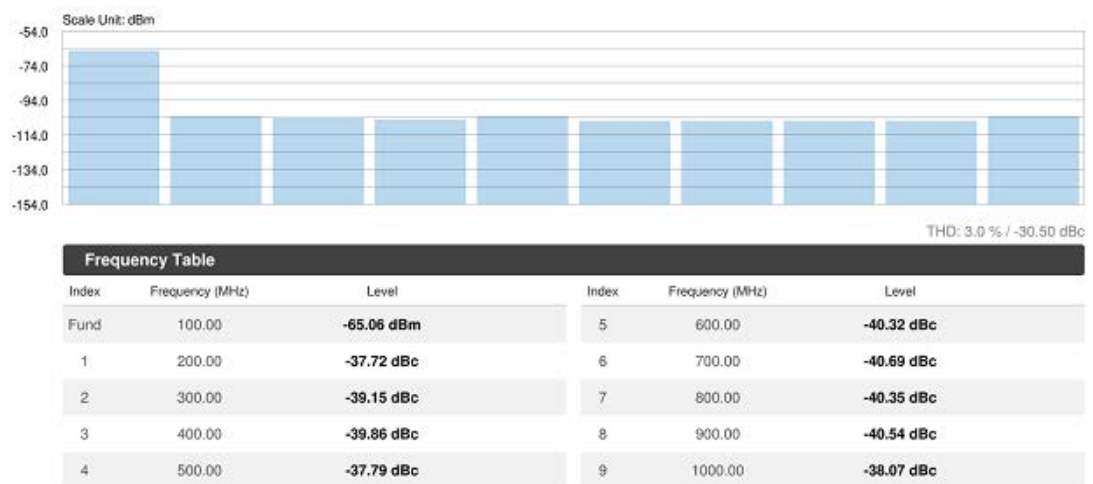 Scale Unit: dBm
-54.0
-74.0
-94.0
-114.0
-134.0
-154.0
THD: 3.0 % / -30.50 dBc
Frequency Table
Index Frequency (MHz) Level Index Frequency (MHz) Level
Fund 100.00 -65.06 dBm 5 600.00 -40.32 dBc
1 200.00 -37.72 dBc 6 700.00 -40.69 dBc
2 300.00 -39.15 dBc 7 800.00 -40.35 dBc
3 400.00 -39.86 dBc 8 900.00 -40.54 dBc
4 500.00 -37.79 dBc 9 1000.00 -38.07 dBc